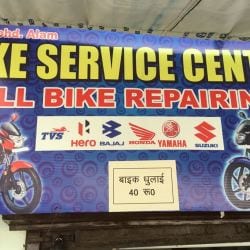 Mohd. Alam
KE SERVICE CENT
LL BIKE REPAIRIN
TVS HERO BAJAJ HONDA YAMAHA SUZUKI
बाइक धुलाई
40 रू0